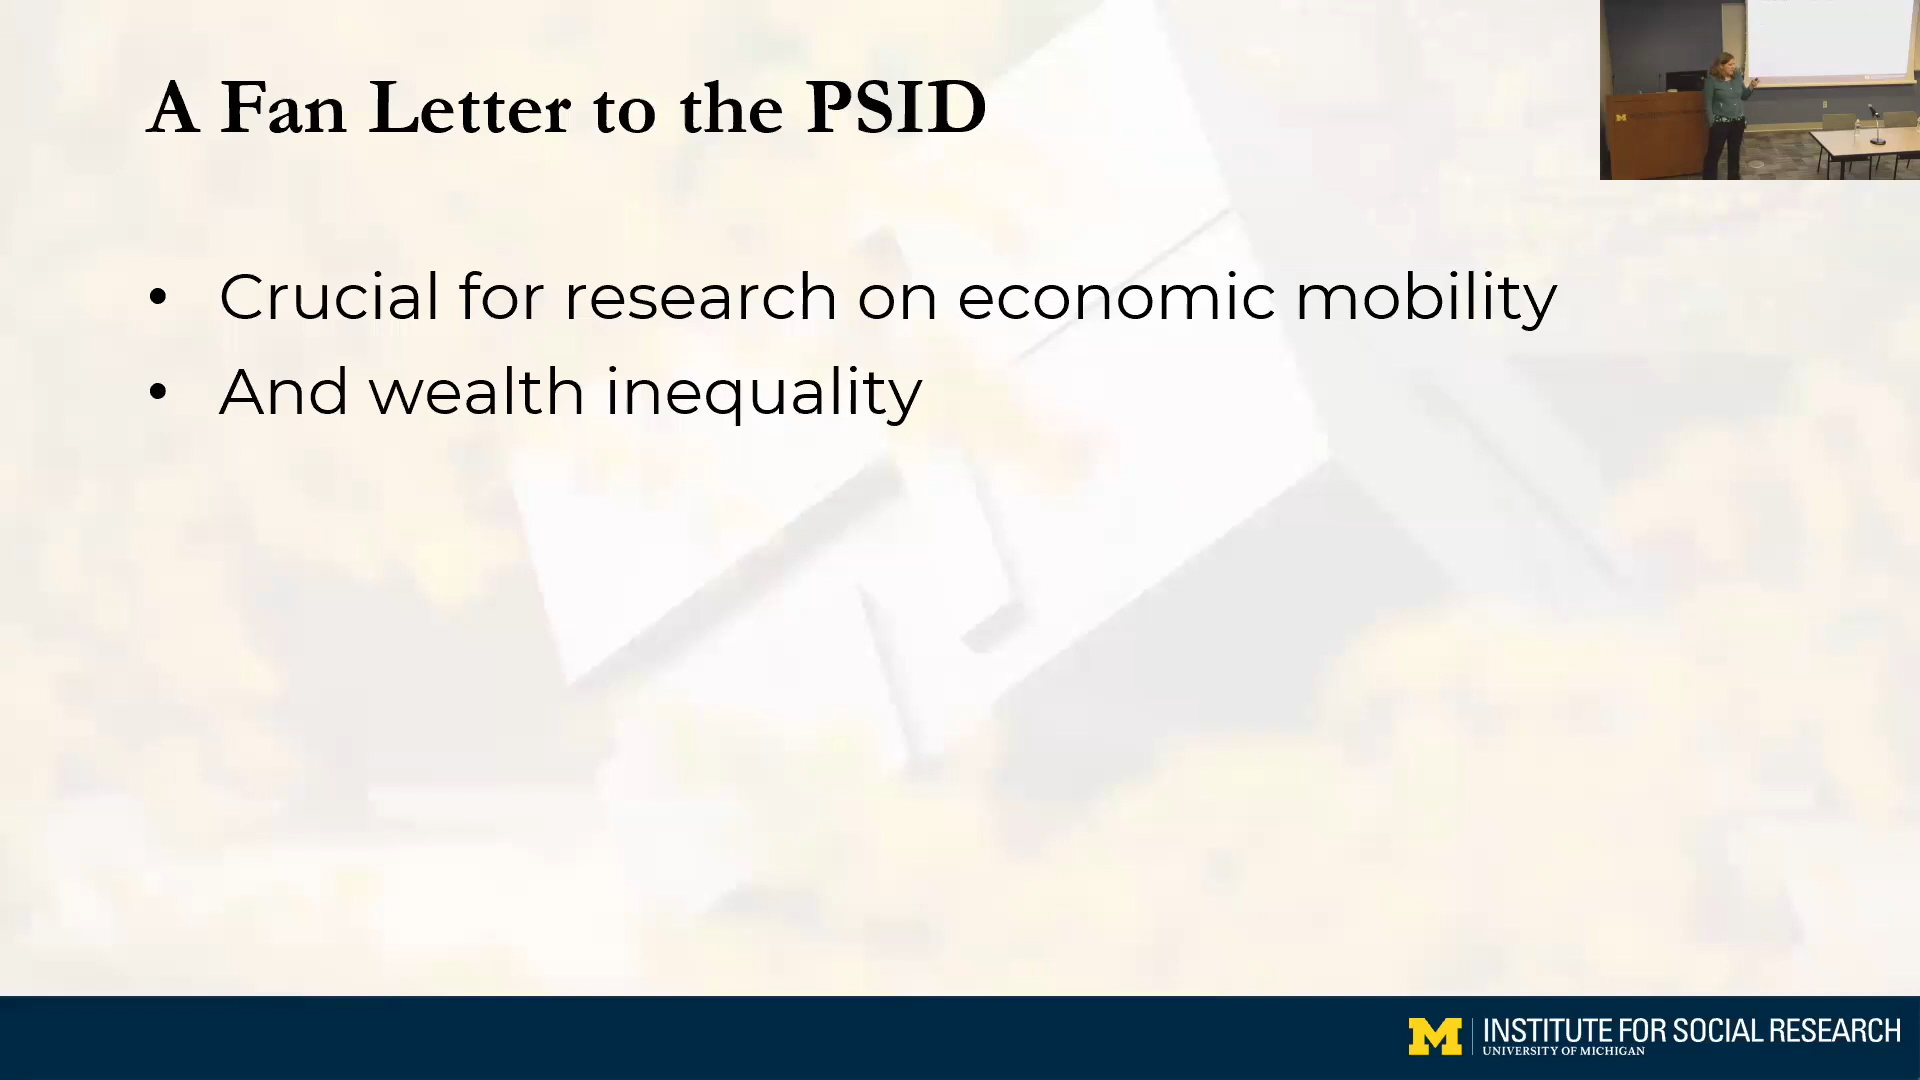 A Fan Letter to the PSID
• Crucial for research on economic mobility
• And wealth inequality
M INSTITUTE FOR SOCIAL RESEARCH
UNIVERSITY OF MICHIGAN